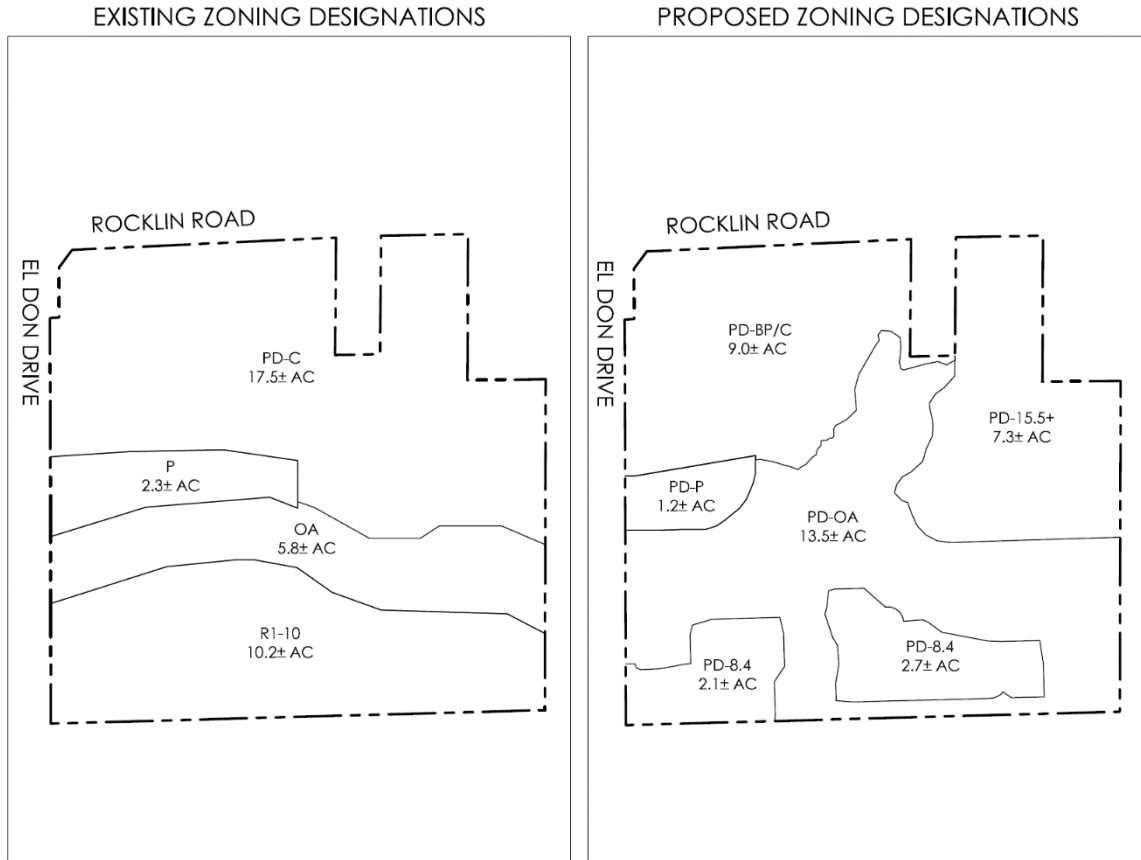 EXISTING ZONING DESIGNATIONS
ROCKLIN ROAD
EL DON DRIVE
PD-C
17.5± AC
P
2.3± AC
OA
5.8± AC
R1-10
10.2± AC
PROPOSED ZONING DESIGNATIONS
ROCKLIN ROAD
EL DON DRIVE
PD-BP/C
9.0± AC
PD-15.5+
7.3± AC
PD-P
1.2± AC
PD-OA
13.5± AC
PD-8.4
2.1± AC
PD-8.4
2.7± AC